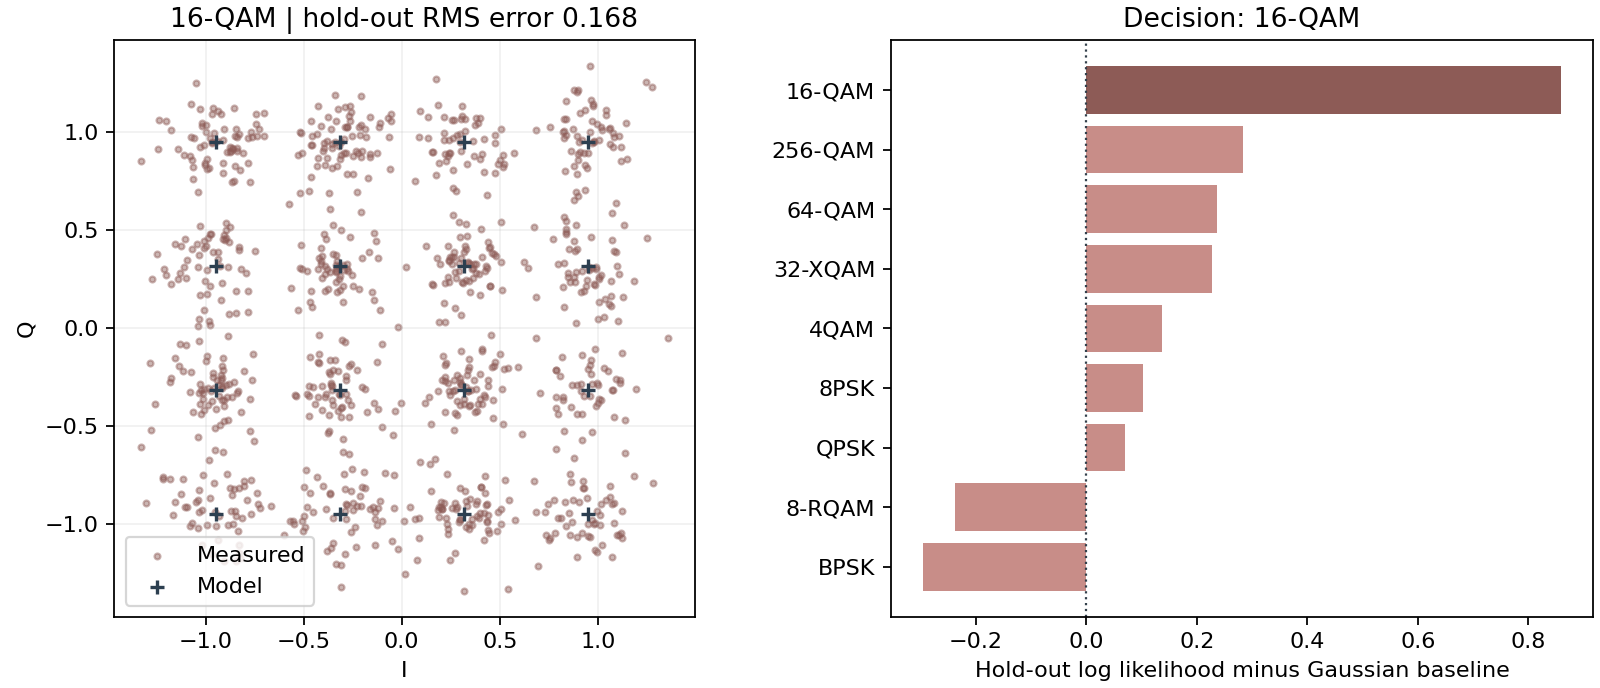 16-QAM | hold-out RMS error 0.168
1.0
0.5
0.0
−0.5
−1.0
Q
Measured
Model
−1.0
−0.5
0.0
0.5
1.0
I
Decision: 16-QAM
16-QAM
256-QAM
64-QAM
32-XQAM
4QAM
8PSK
QPSK
8-RQAM
BPSK
−0.2
0.0
0.2
0.4
0.6
0.8
Hold-out log likelihood minus Gaussian baseline